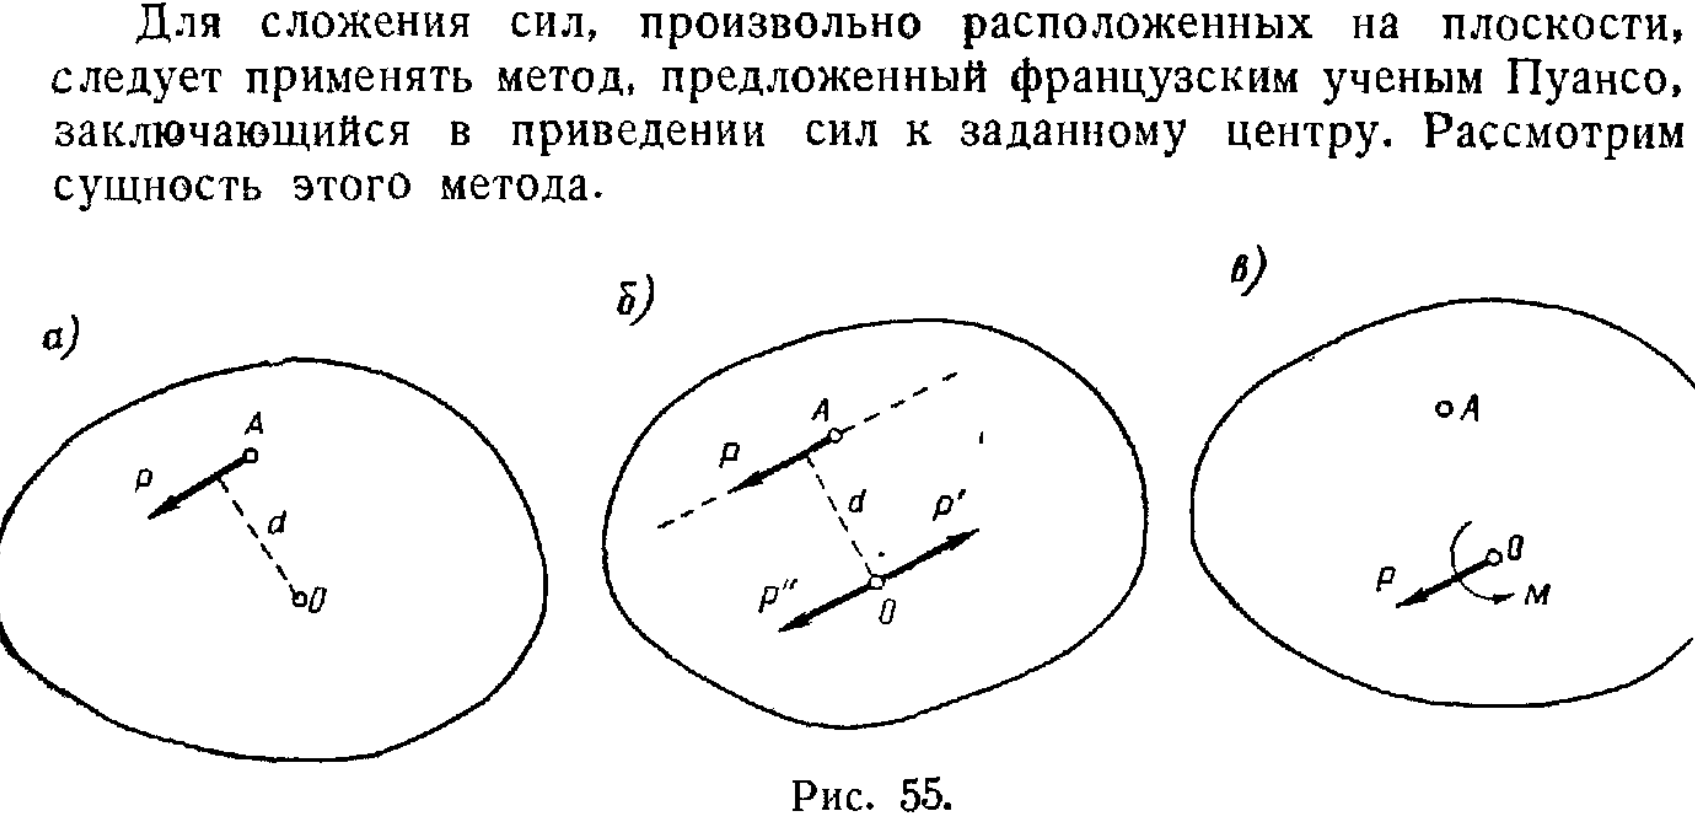 Для сложения сил, произвольно расположенных на плоскости,
следует применять метод, предложенный французским ученым Пуансо,
заключающийся в приведении сил к заданному центру. Рассмотрим
сущность этого метода.
а)
A
P
d
O
б)
A
P
d
P'
P"
O
в)
A
O
P
M
Рис. 55.